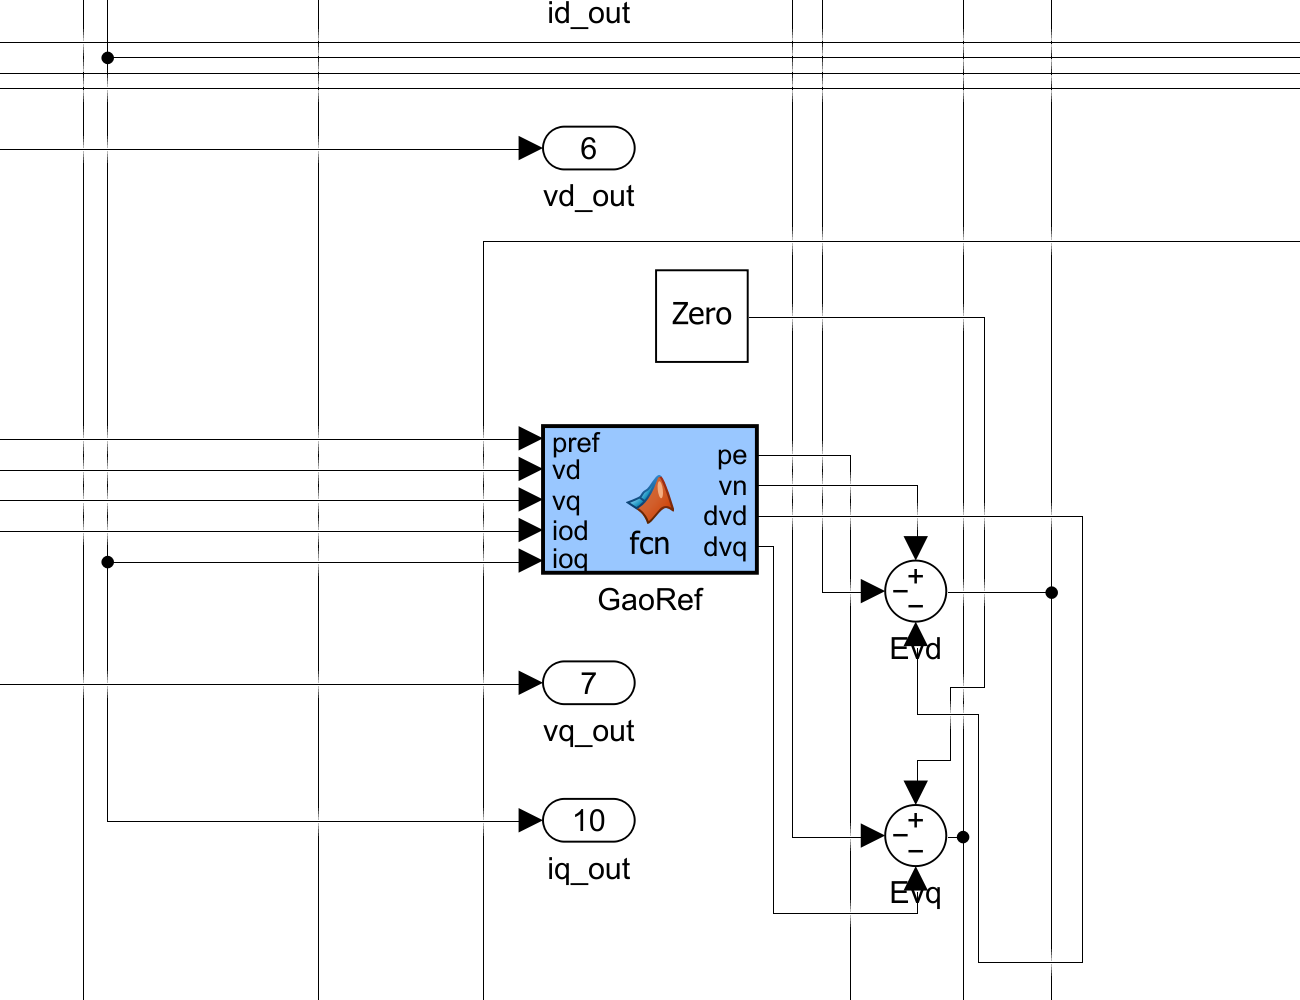 id_out
6
vd_out
Zero
pref
vd
vq
iod
ioq
fcn
pe
vn
dvd
dvq
GaoRef
+
−
−
Evd
7
vq_out
10
iq_out
+
−
−
Evq